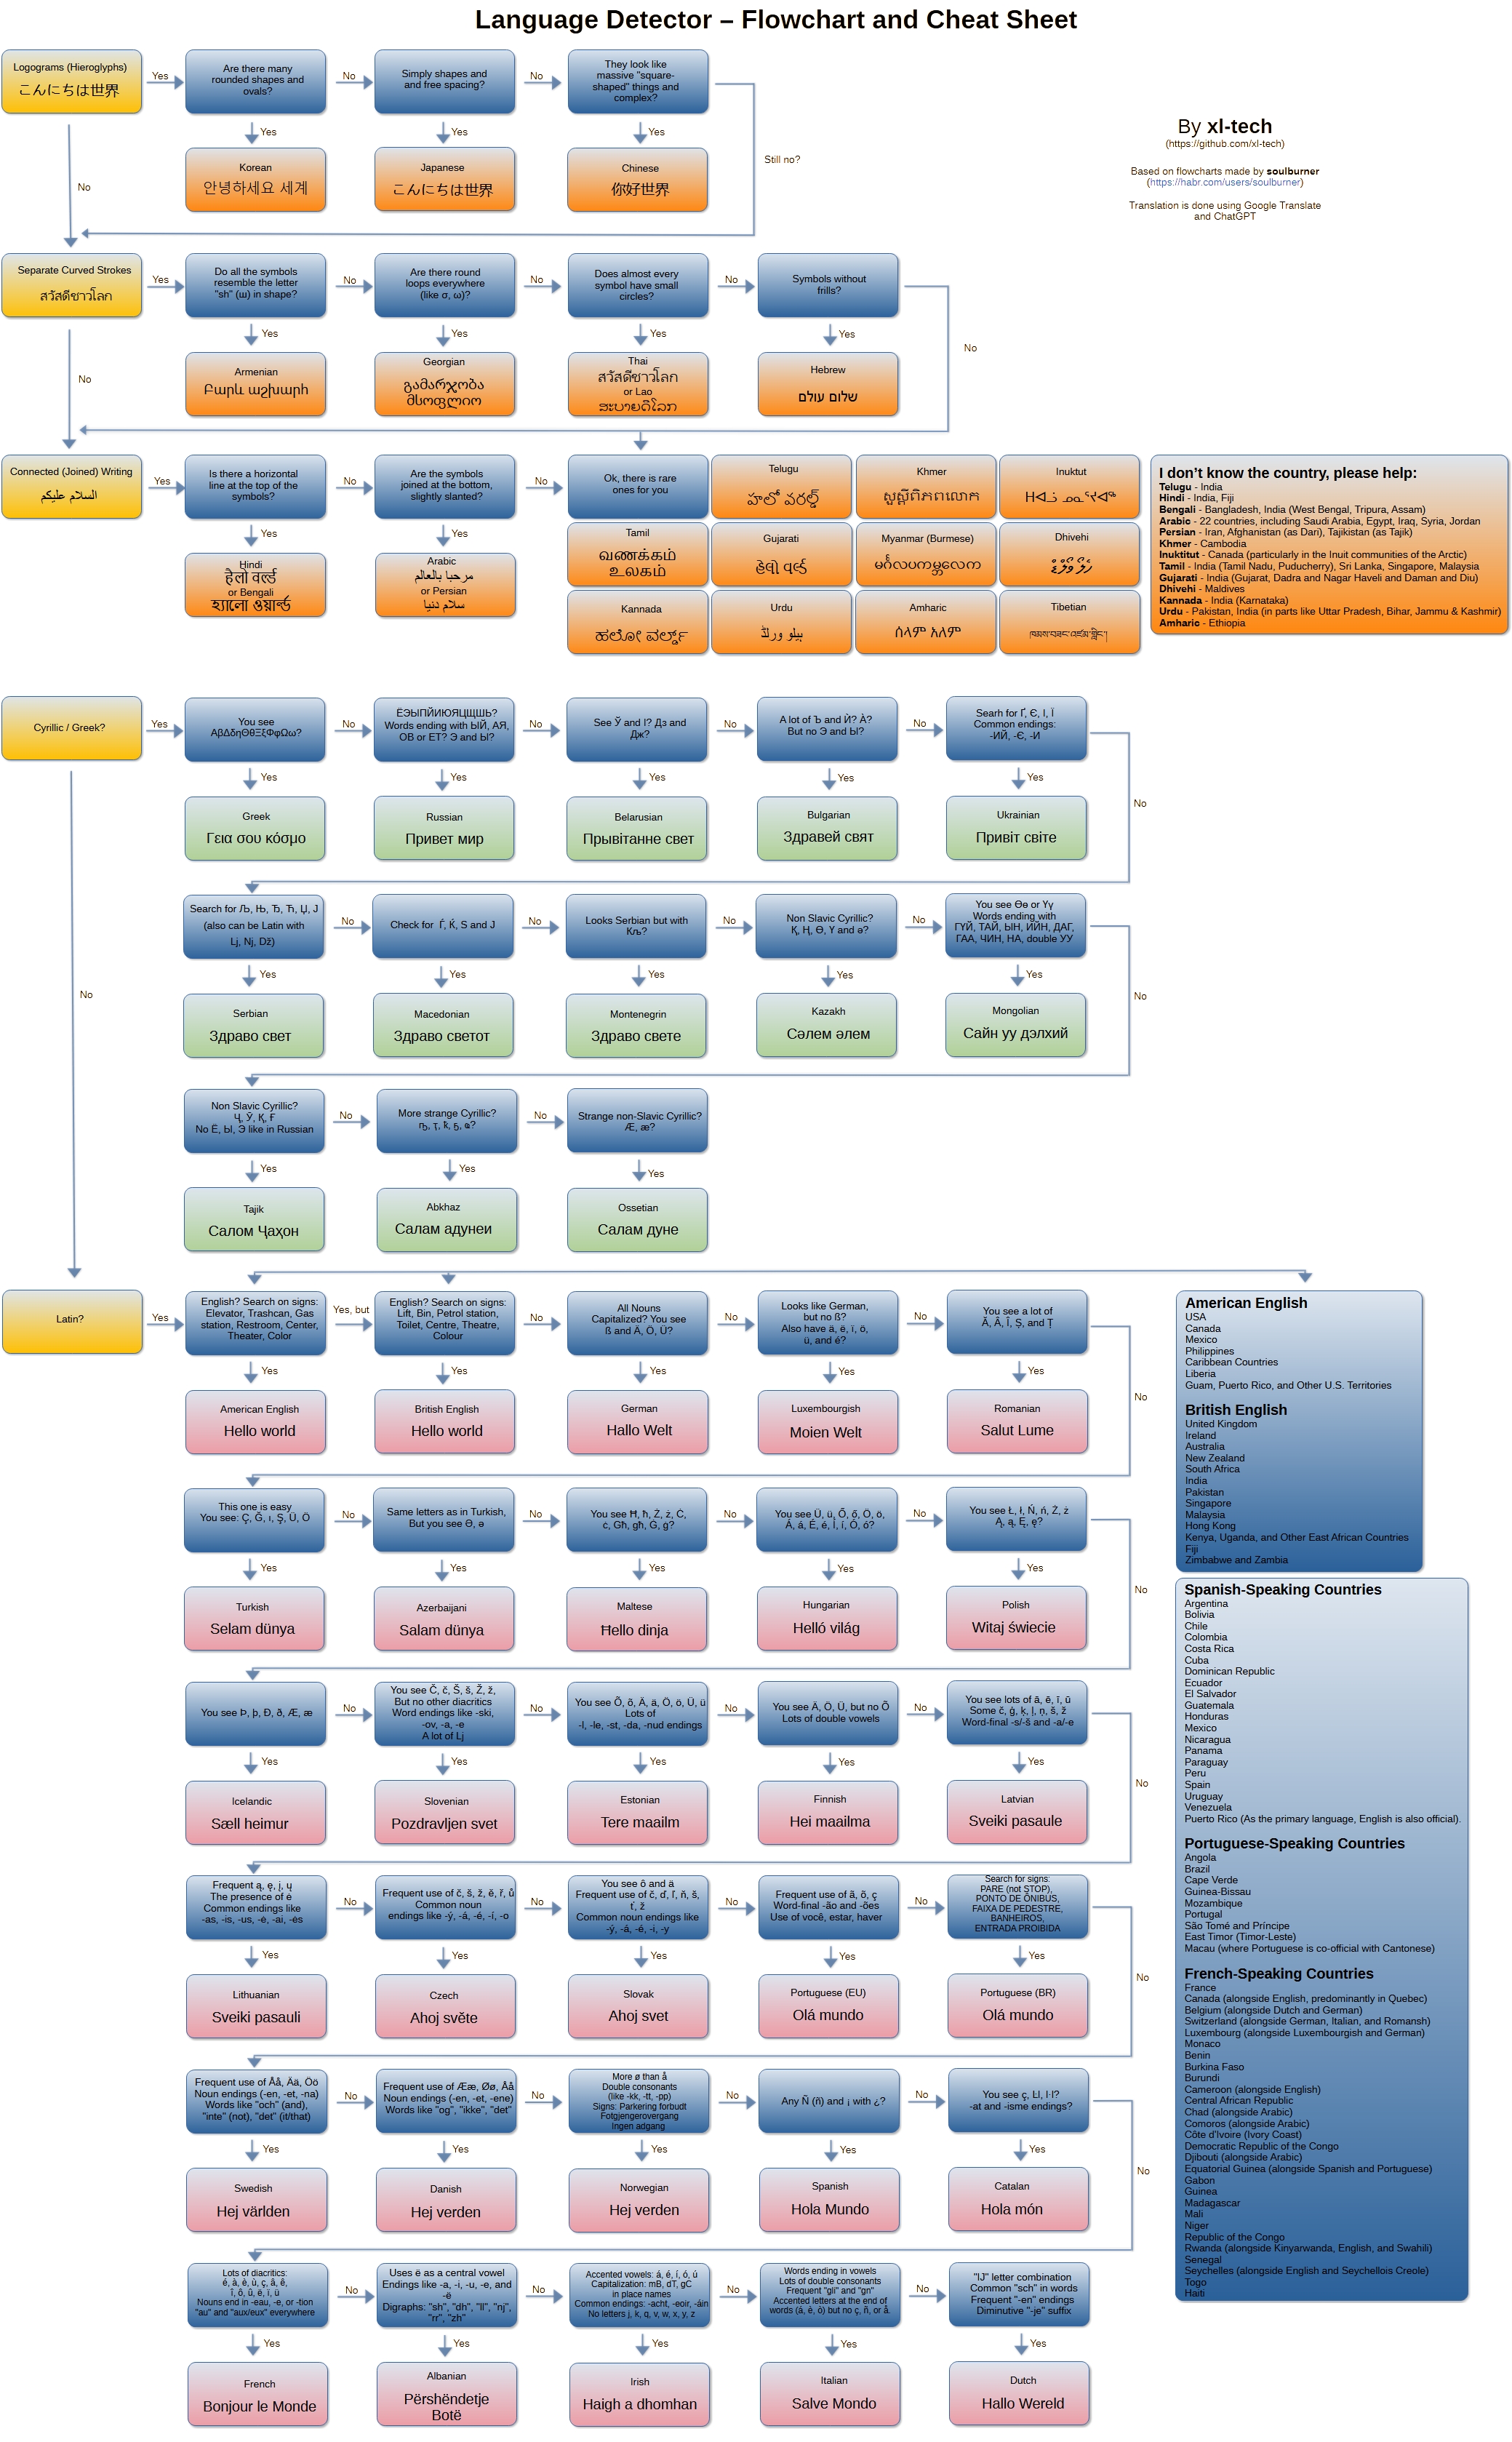 Language Detector – Flowchart and Cheat Sheet
Logograms (Hieroglyphs)
こんにちは世界
Yes
Are there many
rounded shapes and
ovals?
No
Simply shapes and
and free spacing?
No
They look like
massive "square-
shaped" things and
complex?
Yes
Yes
Yes
Still no?
No
Korean
안녕하세요 세계
Japanese
こんにちは世界
Chinese
你好世界
By xl-tech
(https://github.com/xl-tech)
Based on flowcharts made by soulburner
(https://habr.com/users/soulburner)
Translation is done using Google Translate
and ChatGPT
Separate Curved Strokes
สวัสดีชาวโลก
Yes
Do all the symbols
resemble the letter
"sh" (ш) in shape?
No
Are there round
loops everywhere
(like σ, ω)?
No
Does almost every
symbol have small
circles?
No
Symbols without
frills?
Yes
Yes
Yes
Yes
No
No
Armenian
Բարև աշխարհ
Georgian
გამარჯობა
მსოფლიო
Thai
สวัสดีชาวโลก
or Lao
ສະບາຍດີໂລກ
Hebrew
שלום עולם
Connected (Joined) Writing
السلام عليكم
Yes
Is there a horizontal
line at the top of the
symbols?
No
Are the symbols
joined at the bottom,
slightly slanted?
No
Ok, there is rare
ones for you
Yes
Yes
Hindi
हैलो वर्ल्ड
or Bengali
হ্যালো ওয়ার্ল্ড
Arabic
مرحبا بالعالم
or Persian
سلام دنیا
Telugu
హలో వరల్డ్
Khmer
សួស្តីពិភពលោក
Inuktut
Tamil
வணக்கம்
உலகம்
Gujarati
હેલો વર્લ્ડ
Myanmar (Burmese)
မင်္ဂလာပါကမ္ဘာလောက
Dhivehi
Kannada
ಹಲೋ ವರ್ಲ್ಡ್
Urdu
ہیلو ورلڈ
Amharic
ሰላም አለም
Tibetian
I don't know the country, please help:
Telugu - India
Hindi - India, Fiji
Bengali - Bangladesh, India (West Bengal, Tripura, Assam)
Arabic - 22 countries, including Saudi Arabia, Egypt, Iraq, Syria, Jordan
Persian - Iran, Afghanistan (as Dari), Tajikistan (as Tajik)
Khmer - Cambodia
Inuktitut - Canada (particularly in the Inuit communities of the Arctic)
Tamil - India (Tamil Nadu, Puducherry), Sri Lanka, Singapore, Malaysia
Gujarati - India (Gujarat, Dadra and Nagar Haveli and Daman and Diu)
Dhivehi - Maldives
Kannada - India (Karnataka)
Urdu - Pakistan, India (in parts like Uttar Pradesh, Bihar, Jammu & Kashmir)
Amharic - Ethiopia
Cyrillic / Greek?
Yes
You see
ΑβΔδηΘθΞξΦφΩω?
No
ЁЭЫПЙИЮЯЦЩШЬ?
Words ending with ЫЙ, АЯ,
ОВ or ЕТ? Э and Ы?
No
See Ў and I? Дз and
Дж?
No
A lot of Ъ and Й? А̀?
But no Э and Ы?
No
Searh for Ґ, Є, І, Ї
Common endings:
-ИЙ, -Є, -И
Yes
Yes
Yes
Yes
Yes
No
No
Greek
Γεια σου κόσμο
Russian
Привет мир
Belarusian
Прывітанне свет
Bulgarian
Здравей свят
Ukrainian
Привіт світе
Search for Љ, Њ, Ђ, Ћ, Џ, Ј
(also can be Latin with
Lj, Nj, Dž)
No
Check for Ѓ, Ќ, Ѕ and Ј
No
Looks Serbian but with
Кљ?
No
Non Slavic Cyrillic?
Қ, Ң, Ө, Ү and ə?
No
You see Өө or Үү
Words ending with
ГҮЙ, ТАЙ, ЫН, ИЙН, ДАГ,
ГАА, ЧИН, НА, double УУ
Yes
Yes
Yes
Yes
Yes
No
Serbian
Здраво свет
Macedonian
Здраво светот
Montenegrin
Здраво свете
Kazakh
Сәлем әлем
Mongolian
Сайн уу дэлхий
Non Slavic Cyrillic?
Ҷ, Ӯ, Қ, Ғ
No Ё, Ы, Э like in Russian
No
More strange Cyrillic?
No
Strange non-Slavic Cyrillic?
Æ, æ?
Yes
Yes
Yes
Tajik
Салом Ҷаҳон
Abkhaz
Салам адунеи
Ossetian
Салам дуне
Latin?
Yes
English? Search on signs:
Elevator, Trashcan, Gas
station, Restroom, Center,
Theater, Color
Yes, but
English? Search on signs:
Lift, Bin, Petrol station,
Toilet, Centre, Theatre,
Colour
No
All Nouns
Capitalized? You see
ß and Ä, Ö, Ü?
No
Looks like German,
but no ß?
Also have ä, ë, ï, ö,
ü, and é?
No
You see a lot of
Ă, Â, Î, Ș, and Ț
Yes
Yes
Yes
Yes
Yes
No
American English
Hello world
British English
Hello world
German
Hallo Welt
Luxembourgish
Moien Welt
Romanian
Salut Lume
This one is easy
You see: Ç, Ğ, ı, Ş, Ü, Ö
No
Same letters as in Turkish,
But you see Ə, ə
No
You see Ħ, ħ, Ż, ż, Ċ,
ċ, Għ, għ, Ġ, ġ?
No
You see Ü, ü, Ő, ő, Ö, ö,
Á, á, É, é, Í, í, Ó, ó?
No
You see Ł, ł, Ń, ń, Ż, ż
Ą, ą, Ę, ę?
Yes
Yes
Yes
Yes
Yes
No
Turkish
Selam dünya
Azerbaijani
Salam dünya
Maltese
Ħello dinja
Hungarian
Helló világ
Polish
Witaj świecie
You see Þ, þ, Ð, ð, Æ, æ
No
You see Č, č, Š, š, Ž, ž,
But no other diacritics
Word endings like -ski,
-ov, -a, -e
A lot of Lj
No
You see Õ, õ, Ä, ä, Ö, ö, Ü, ü
Lots of
-l, -le, -st, -da, -nud endings
No
You see Ä, Ö, Ü, but no Õ
Lots of double vowels
No
You see lots of ā, ē, ī, ū
Some č, ģ, ķ, ļ, ņ, š, ž
Word-final -s/-š and -a/-e
Yes
Yes
Yes
Yes
Yes
No
Icelandic
Sæll heimur
Slovenian
Pozdravljen svet
Estonian
Tere maailm
Finnish
Hei maailma
Latvian
Sveiki pasaule
Frequent ą, ę, į, ų
The presence of ė
Common endings like
-as, -is, -us, -ė, -ai, -ės
No
Frequent use of č, š, ž, ě, ř, ů
Common noun
endings like -ý, -á, -é, -í, -o
No
You see ô and ä
Frequent use of č, ď, ľ, ň, š,
ť, ž
Common noun endings like
-ý, -á, -é, -i, -y
No
Frequent use of ã, õ, ç
Word-final -ão and -ões
Use of você, estar, haver
No
Search for signs:
PARE (not STOP),
PONTO DE ÔNIBUS,
FAIXA DE PEDESTRE,
BANHEIROS,
ENTRADA PROIBIDA
Yes
Yes
Yes
Yes
Yes
No
Lithuanian
Sveiki pasauli
Czech
Ahoj světe
Slovak
Ahoj svet
Portuguese (EU)
Olá mundo
Portuguese (BR)
Olá mundo
Frequent use of Åå, Ää, Öö
Noun endings (-en, -et, -na)
Words like "och" (and),
"inte" (not), "det" (it/that)
No
Frequent use of Ææ, Øø, Åå
Noun endings (-en, -et, -ene)
Words like "og", "ikke", "det"
No
More ø than å
Double consonants
(like -kk, -tt, -pp)
Signs: Parkering forbudt
Fotgjengerovergang
Ingen adgang
No
Any Ñ (ñ) and ¡ with ¿?
No
You see ç, Ll, l·l?
-at and -isme endings?
Yes
Yes
Yes
Yes
Yes
No
Swedish
Hej världen
Danish
Hej verden
Norwegian
Hej verden
Spanish
Hola Mundo
Catalan
Hola món
Lots of diacritics:
é, à, è, ù, ç, â, ê,
î, ô, û, ë, ï, ü
Nouns end in -eau, -e, or -tion
"au" and "aux/eux" everywhere
No
Uses ë as a central vowel
Endings like -a, -i, -u, -e, and
-ë
Digraphs: "sh", "dh", "ll", "nj",
"rr", "zh"
No
Accented vowels: á, é, í, ó, ú
Capitalization: mB, dT, gC
in place names
Common endings: -acht, -eoir, -áin
No letters j, k, q, v, w, x, y, z
No
Words ending in vowels
Lots of double consonants
Frequent "gli" and "gn"
Accented letters at the end of
words (á, è, ò) but no ç, ñ, or å.
No
"IJ" letter combination
Common "sch" in words
Frequent "-en" endings
Diminutive "-je" suffix
Yes
Yes
Yes
Yes
Yes
French
Bonjour le Monde
Albanian
Përshëndetje
Botë
Irish
Haigh a dhomhan
Italian
Salve Mondo
Dutch
Hallo Wereld
American English
USA
Canada
Mexico
Philippines
Caribbean Countries
Liberia
Guam, Puerto Rico, and Other U.S. Territories
British English
United Kingdom
Ireland
Australia
New Zealand
South Africa
India
Pakistan
Singapore
Malaysia
Hong Kong
Kenya, Uganda, and Other East African Countries
Fiji
Zimbabwe and Zambia
Spanish-Speaking Countries
Argentina
Bolivia
Chile
Colombia
Costa Rica
Cuba
Dominican Republic
Ecuador
El Salvador
Guatemala
Honduras
Mexico
Nicaragua
Panama
Paraguay
Peru
Spain
Uruguay
Venezuela
Puerto Rico (As the primary language, English is also official).
Portuguese-Speaking Countries
Angola
Brazil
Cape Verde
Guinea-Bissau
Mozambique
Portugal
São Tomé and Príncipe
East Timor (Timor-Leste)
Macau (where Portuguese is co-official with Cantonese)
French-Speaking Countries
France
Canada (alongside English, predominantly in Quebec)
Belgium (alongside Dutch and German)
Switzerland (alongside German, Italian, and Romansh)
Luxembourg (alongside Luxembourgish and German)
Monaco
Benin
Burkina Faso
Burundi
Cameroon (alongside English)
Central African Republic
Chad (alongside Arabic)
Comoros (alongside Arabic)
Côte d'Ivoire (Ivory Coast)
Democratic Republic of the Congo
Djibouti (alongside Arabic)
Equatorial Guinea (alongside Spanish and Portuguese)
Gabon
Guinea
Madagascar
Mali
Niger
Republic of the Congo
Rwanda (alongside Kinyarwanda, English, and Swahili)
Senegal
Seychelles (alongside English and Seychellois Creole)
Togo
Haiti